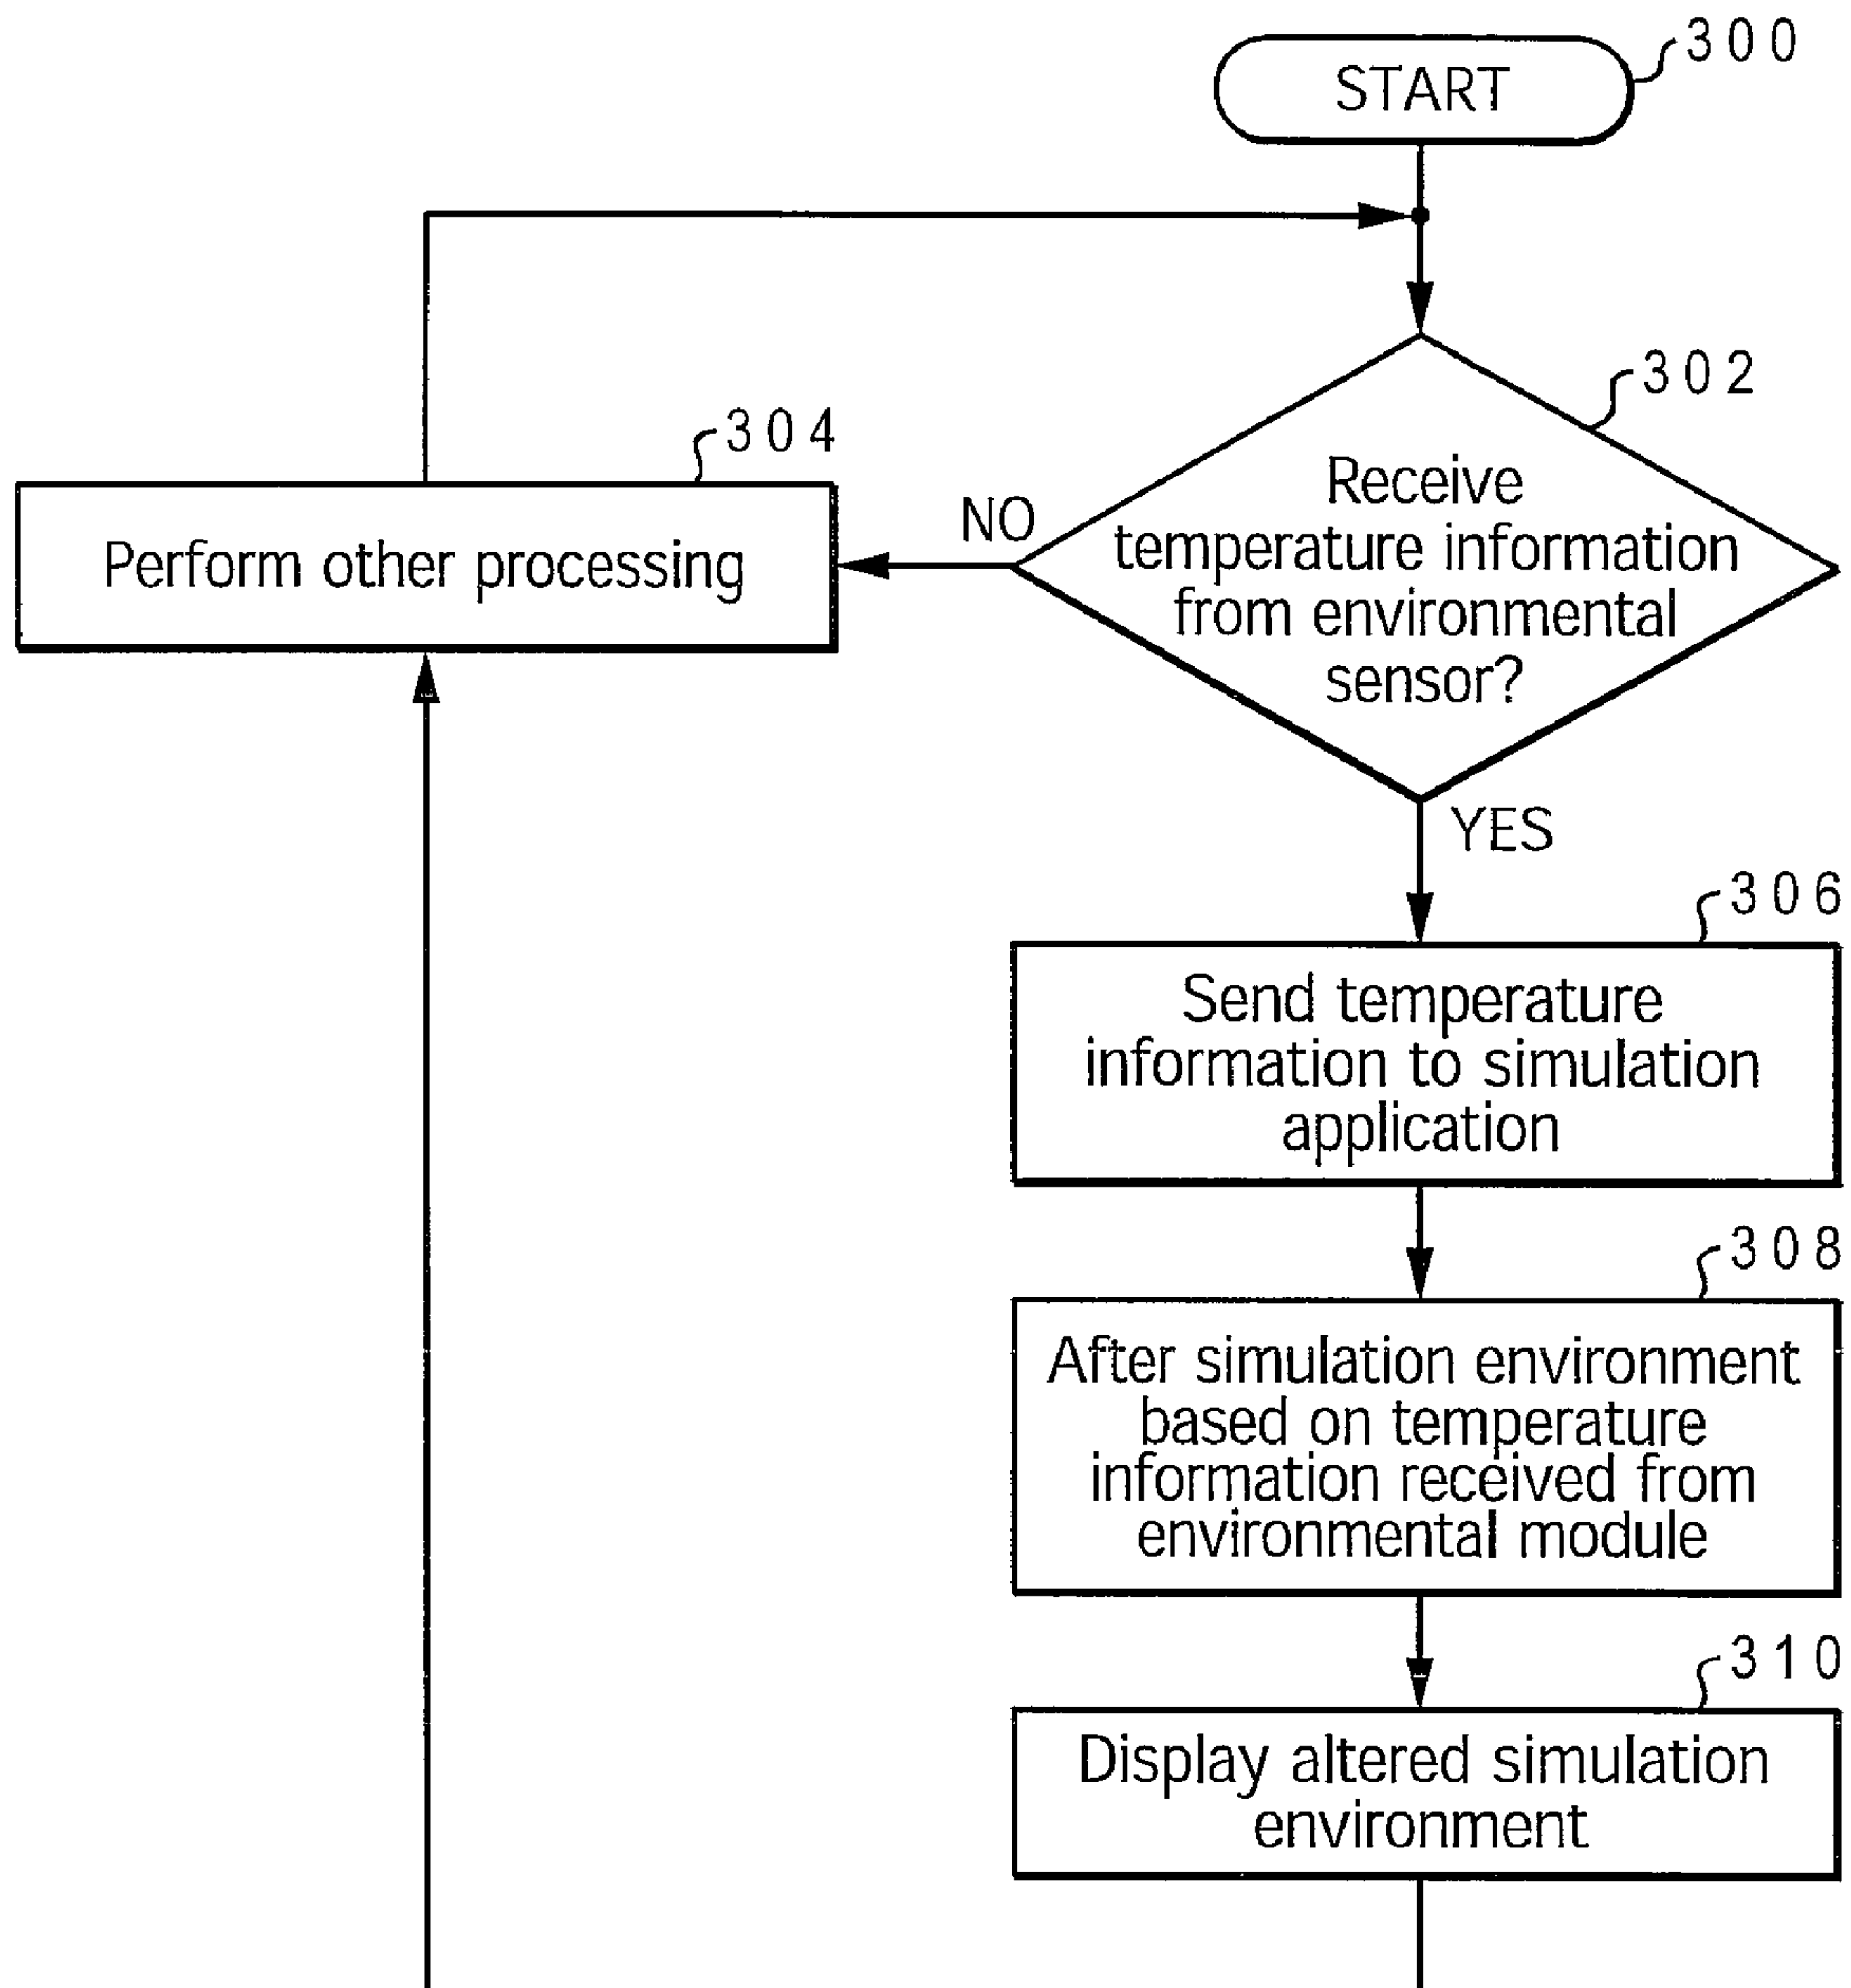 START
300
302
Receive
temperature information
from environmental
sensor?
304
Perform other processing
NO
YES
306
Send temperature
information to simulation
application
308
After simulation environment
based on temperature
information received from
environmental module
310
Display altered simulation
environment